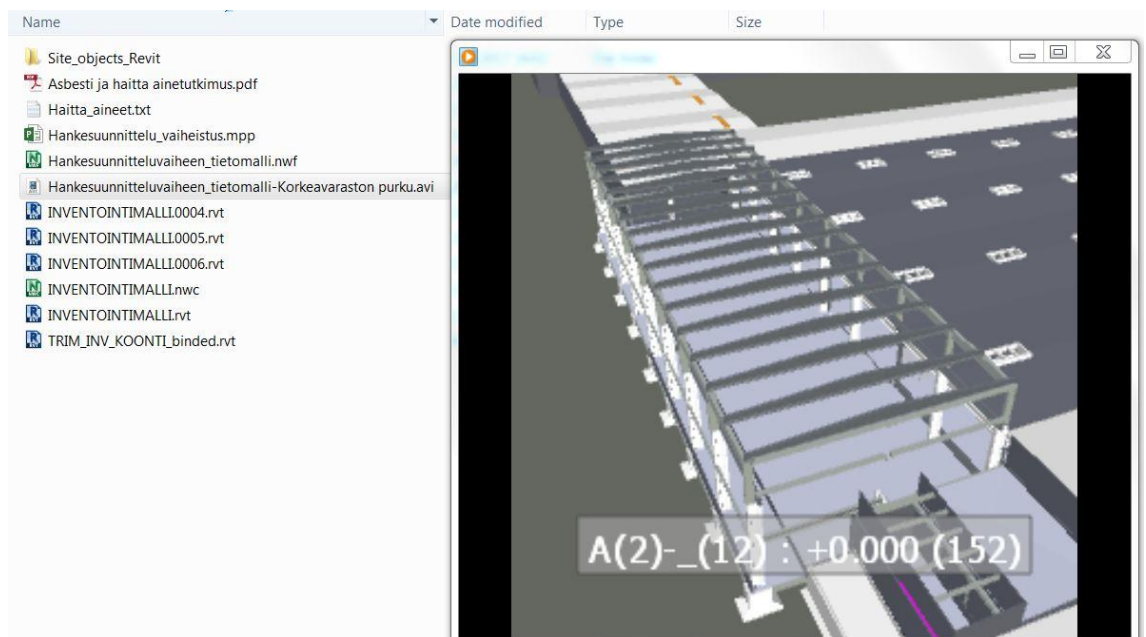 Name Date modified Type Size
Site_objects_Revit
Asbesti ja haitta ainetutkimus.pdf
Haitta_aineet.txt
Hankesuunnittelu_vaiheistus.mpp
Hankesuunnitteluvaiheen_tietomalli.nwf
Hankesuunnitteluvaiheen_tietomalli-Korkeavaraston purku.avi
INVENTOINTIMALLI.0004.rvt
INVENTOINTIMALLI.0005.rvt
INVENTOINTIMALLI.0006.rvt
INVENTOINTIMALLI.nwc
INVENTOINTIMALLI.rvt
TRIM_INV_KOONTI_binded.rvt
A(2)-_(12) : +0.000 (152)